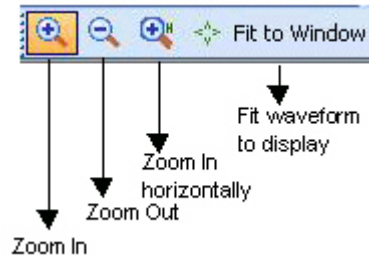 H
Fit to Window
Fit waveform
to display
Zoom In
horizontally
Zoom Out
Zoom In